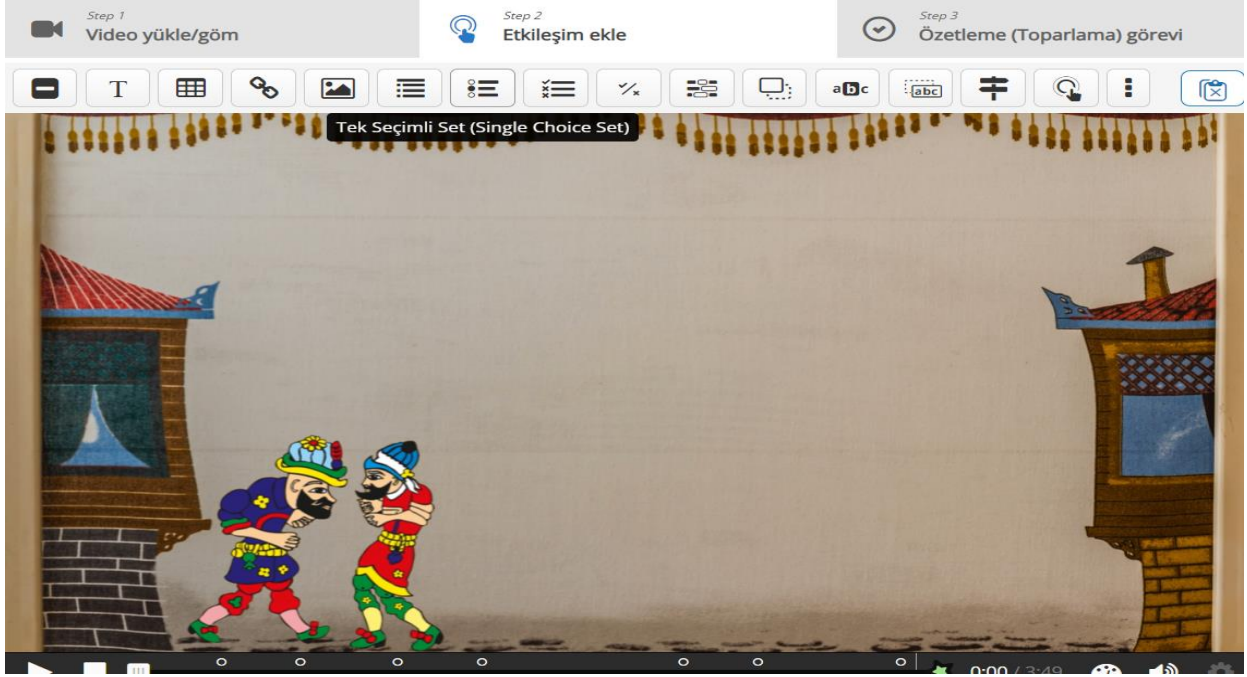 Step 1
Video yükle/göm
Step 2
Etkileşim ekle
Step 3
Özetleme (Toparlama) görevi
T
abc
abc
Tek Seçimli Set (Single Choice Set)
0:00 / 3:49